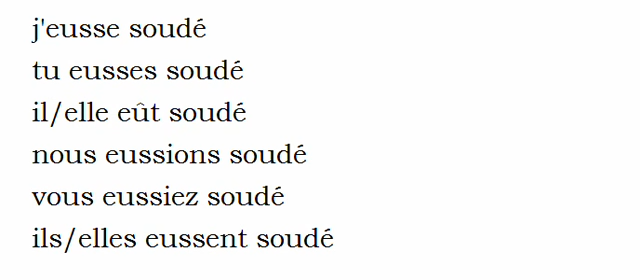 j'eusse soudé
tu eusses soudé
il/elle eût soudé
nous eussions soudé
vous eussiez soudé
ils/elles eussent soudé